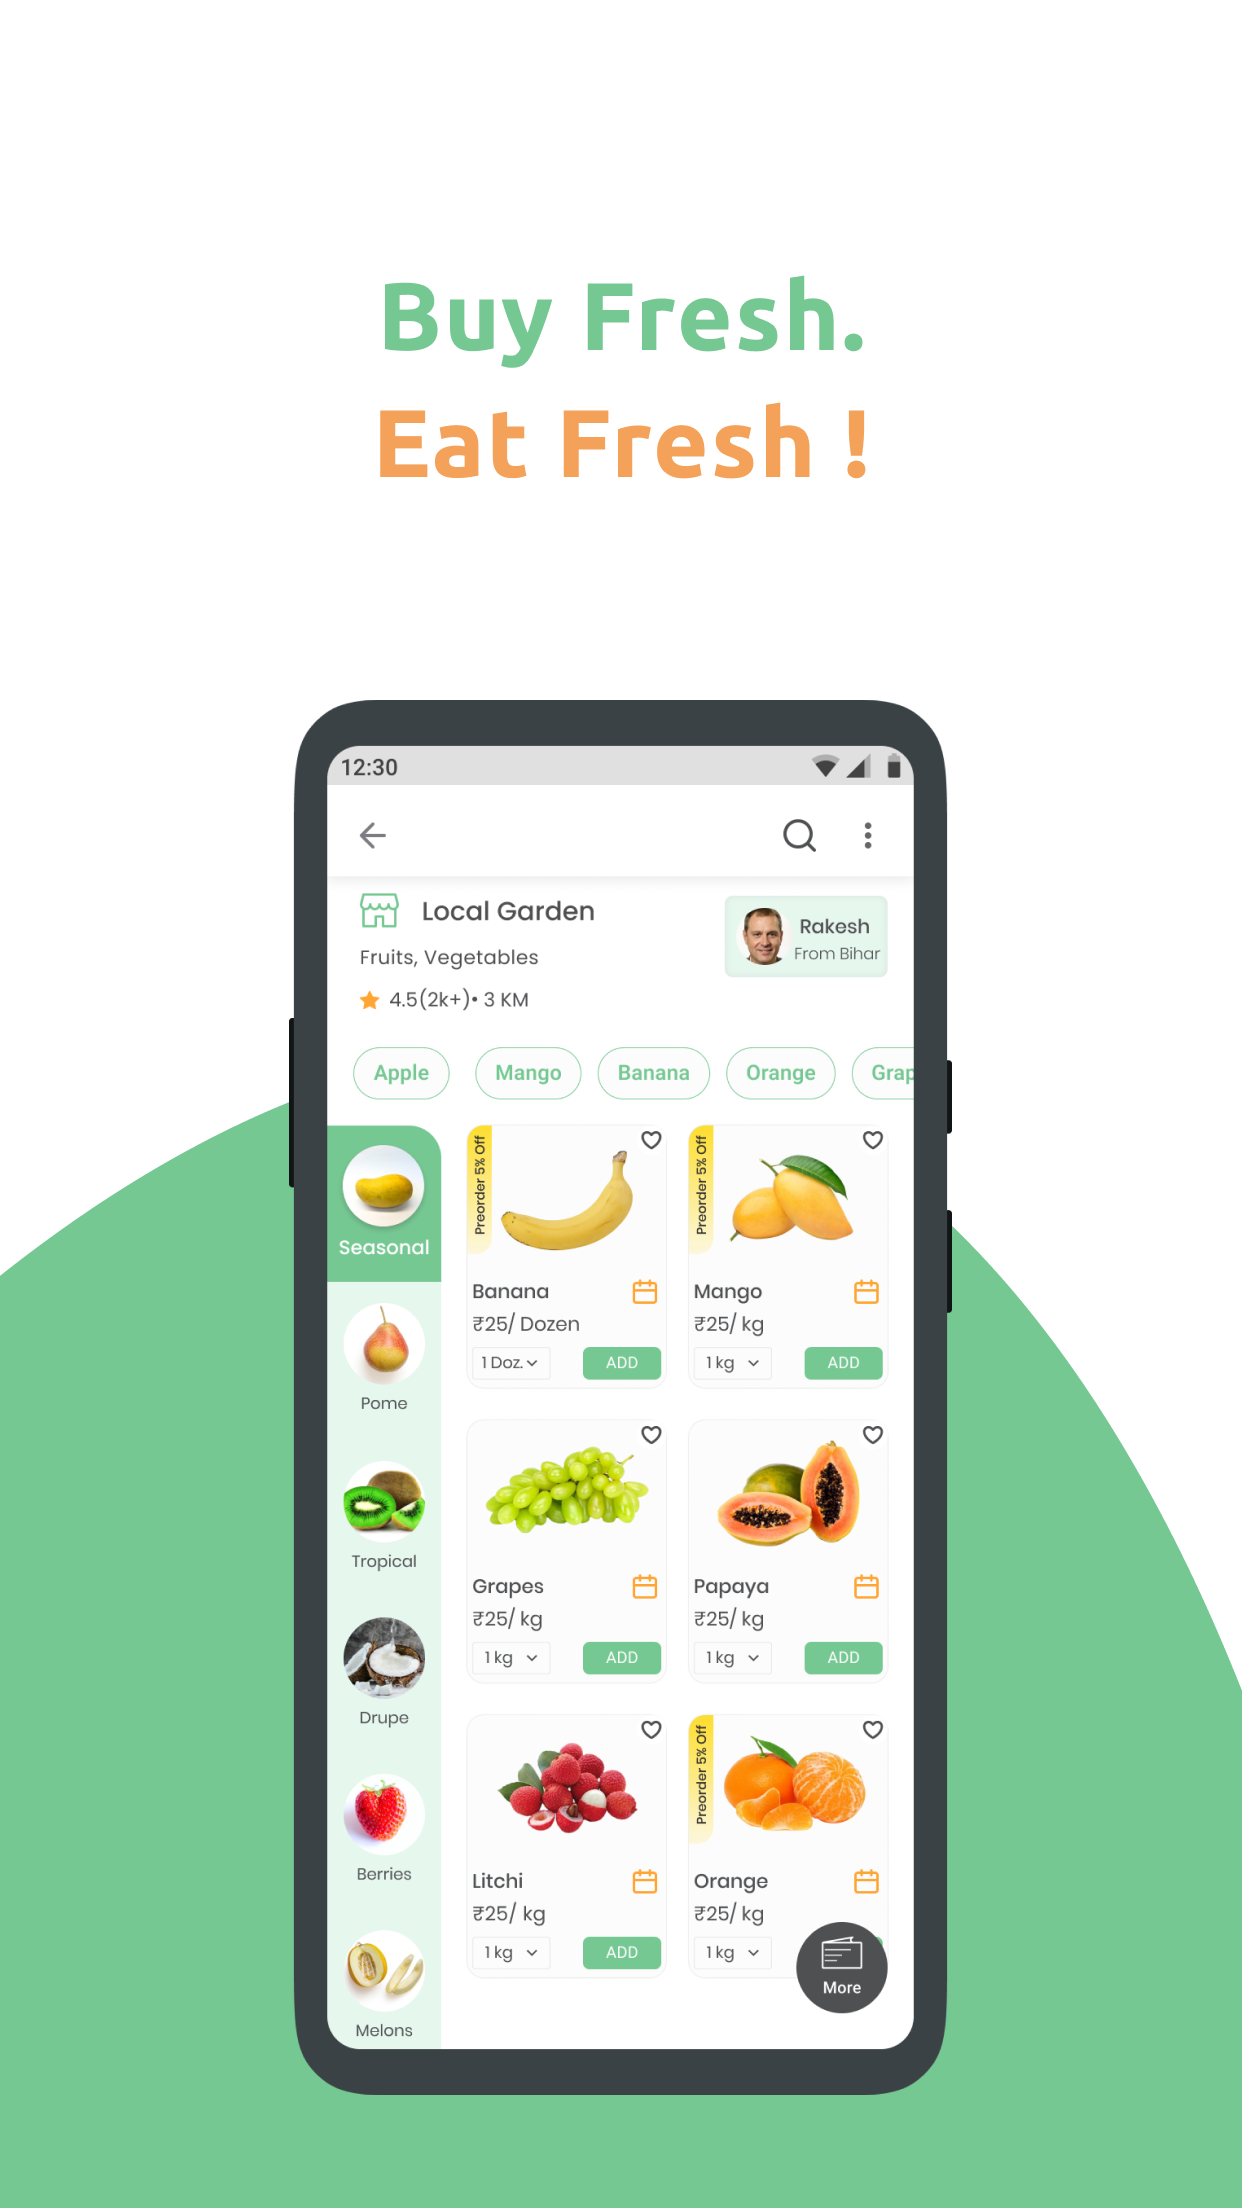 Buy Fresh.
Eat Fresh !
12:30
Local Garden
Rakesh
From Bihar
Fruits, Vegetables
4.5(2k+)• 3 KM
Apple
Mango
Banana
Orange
Grap
Seasonal
Pome
Tropical
Drupe
Berries
Melons
Preorder 5% Off
Banana
₹25/ Dozen
1 Doz.
ADD
Preorder 5% Off
Mango
₹25/ kg
1 kg
ADD
Grapes
₹25/ kg
1 kg
ADD
Papaya
₹25/ kg
1 kg
ADD
Litchi
₹25/ kg
1 kg
ADD
Preorder 5% Off
Orange
₹25/ kg
1 kg
More